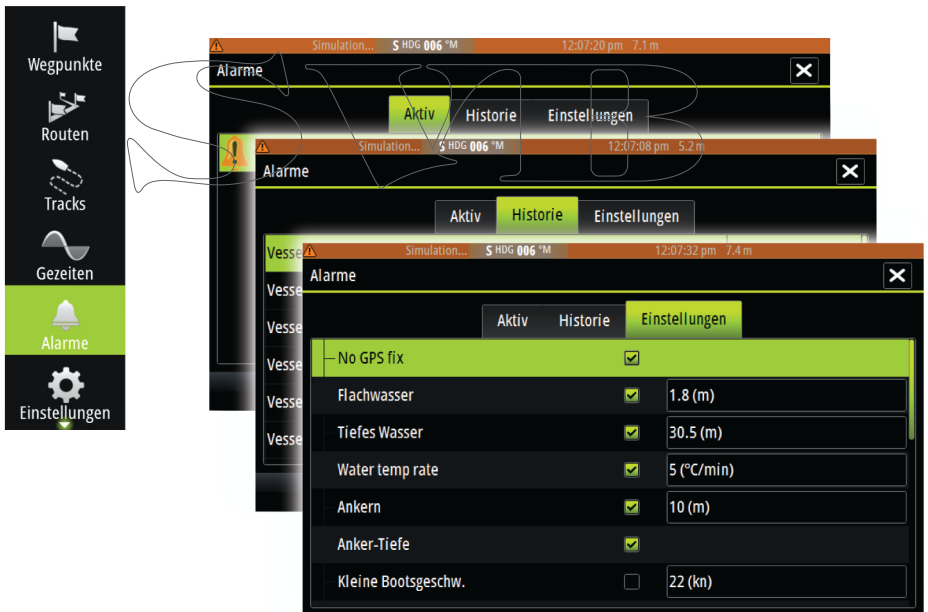 Wegpunkte
Routen
Tracks
Gezeiten
Alarme
Einstellungen
Simulation... S HDG 006 °M 12:07:20 pm 7.1 m
Alarme
Aktiv Historie Einstellungen
Simulation... S HDG 006 °M 12:07:08 pm 5.2 m
Alarme
Aktiv Historie Einstellungen
Vesse
Vesse
Vesse
Vesse
Vesse
Vesse
Simulation... S HDG 006 °M 12:07:32 pm 7.4 m
Alarme
Aktiv Historie Einstellungen
No GPS fix
Flachwasser 1.8 (m)
Tiefes Wasser 30.5 (m)
Water temp rate 5 (°C/min)
Ankern 10 (m)
Anker-Tiefe
Kleine Bootsgeschw. 22 (kn)